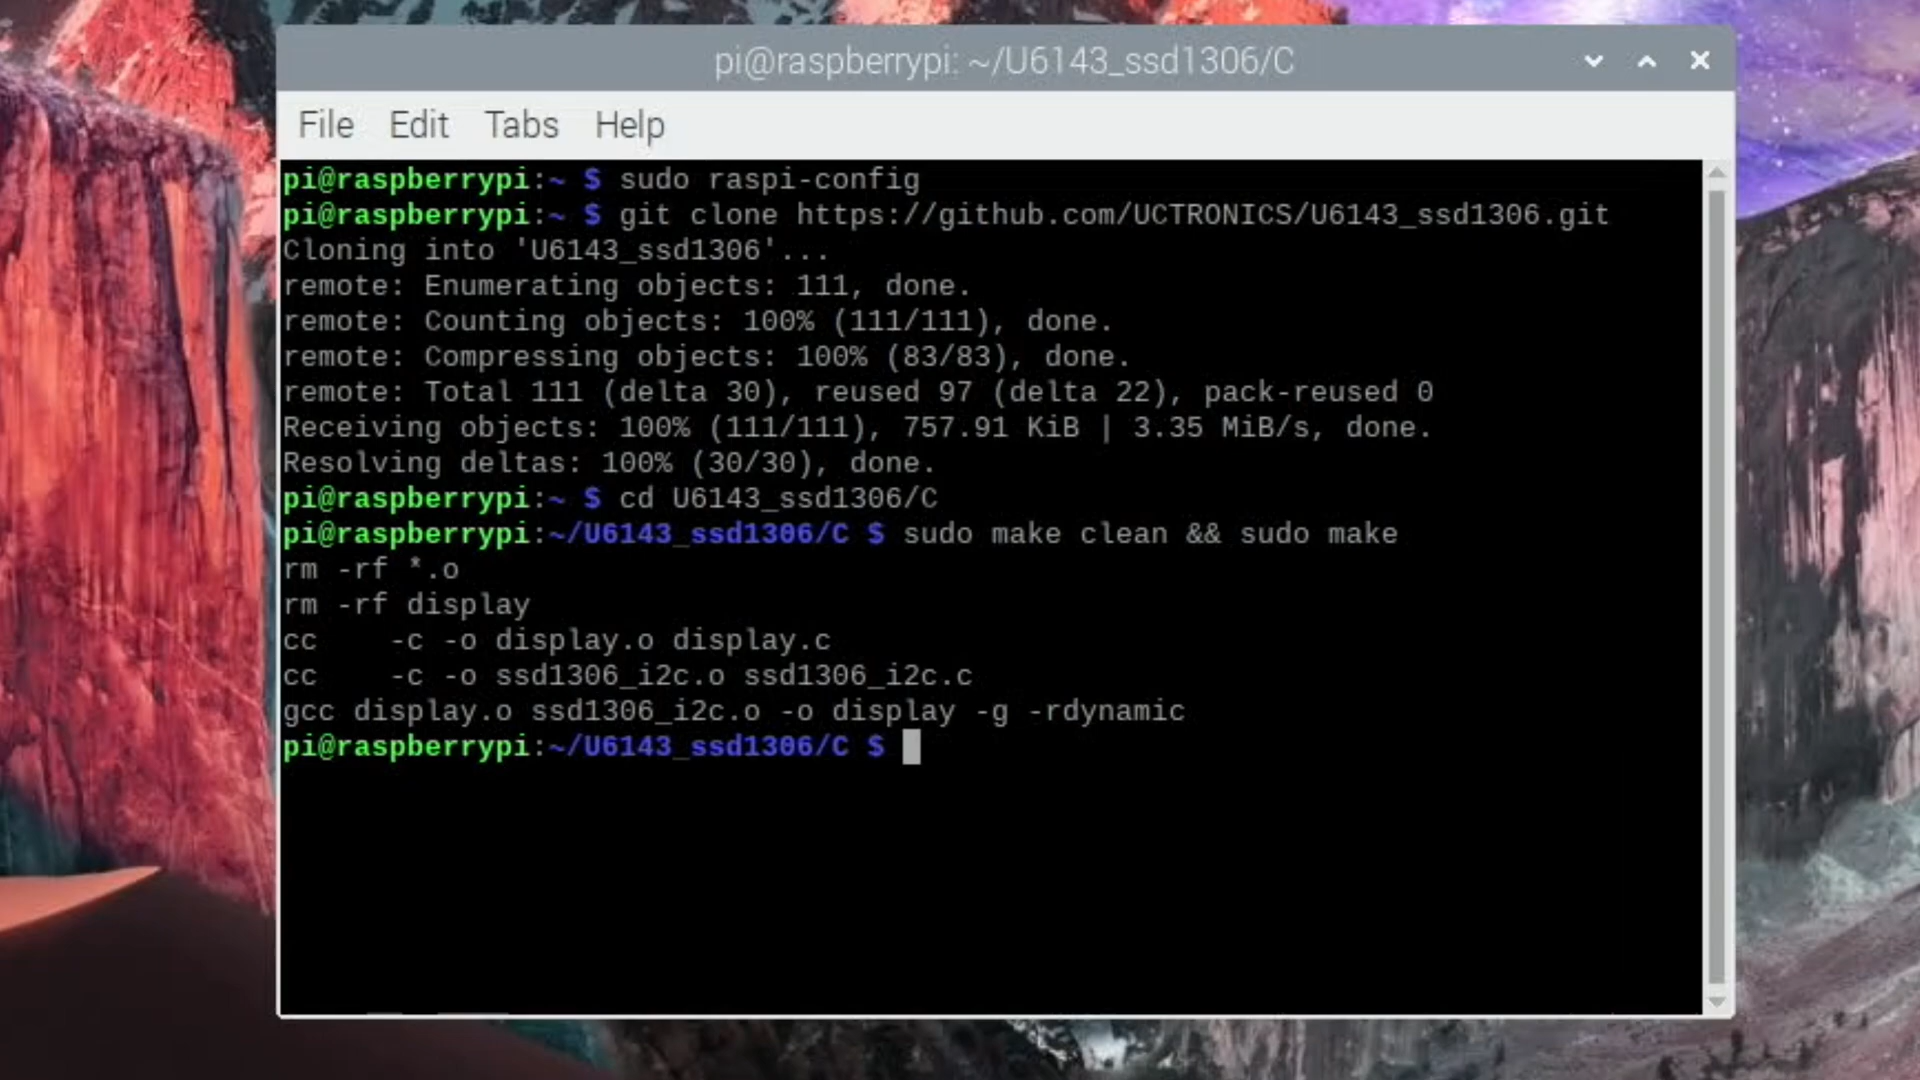 pi@raspberrypi: ~/U6143_ssd1306/C
File Edit Tabs Help
pi@raspberrypi:~ $ sudo raspi-config
pi@raspberrypi:~ $ git clone https://github.com/UCTRONICS/U6143_ssd1306.git
Cloning into 'U6143_ssd1306'...
remote: Enumerating objects: 111, done.
remote: Counting objects: 100% (111/111), done.
remote: Compressing objects: 100% (83/83), done.
remote: Total 111 (delta 30), reused 97 (delta 22), pack-reused 0
Receiving objects: 100% (111/111), 757.91 KiB | 3.35 MiB/s, done.
Resolving deltas: 100% (30/30), done.
pi@raspberrypi:~ $ cd U6143_ssd1306/C
pi@raspberrypi:~/U6143_ssd1306/C $ sudo make clean && sudo make
rm -rf *.o
rm -rf display
cc    -c -o display.o display.c
cc    -c -o ssd1306_i2c.o ssd1306_i2c.c
gcc display.o ssd1306_i2c.o -o display -g -rdynamic
pi@raspberrypi:~/U6143_ssd1306/C $